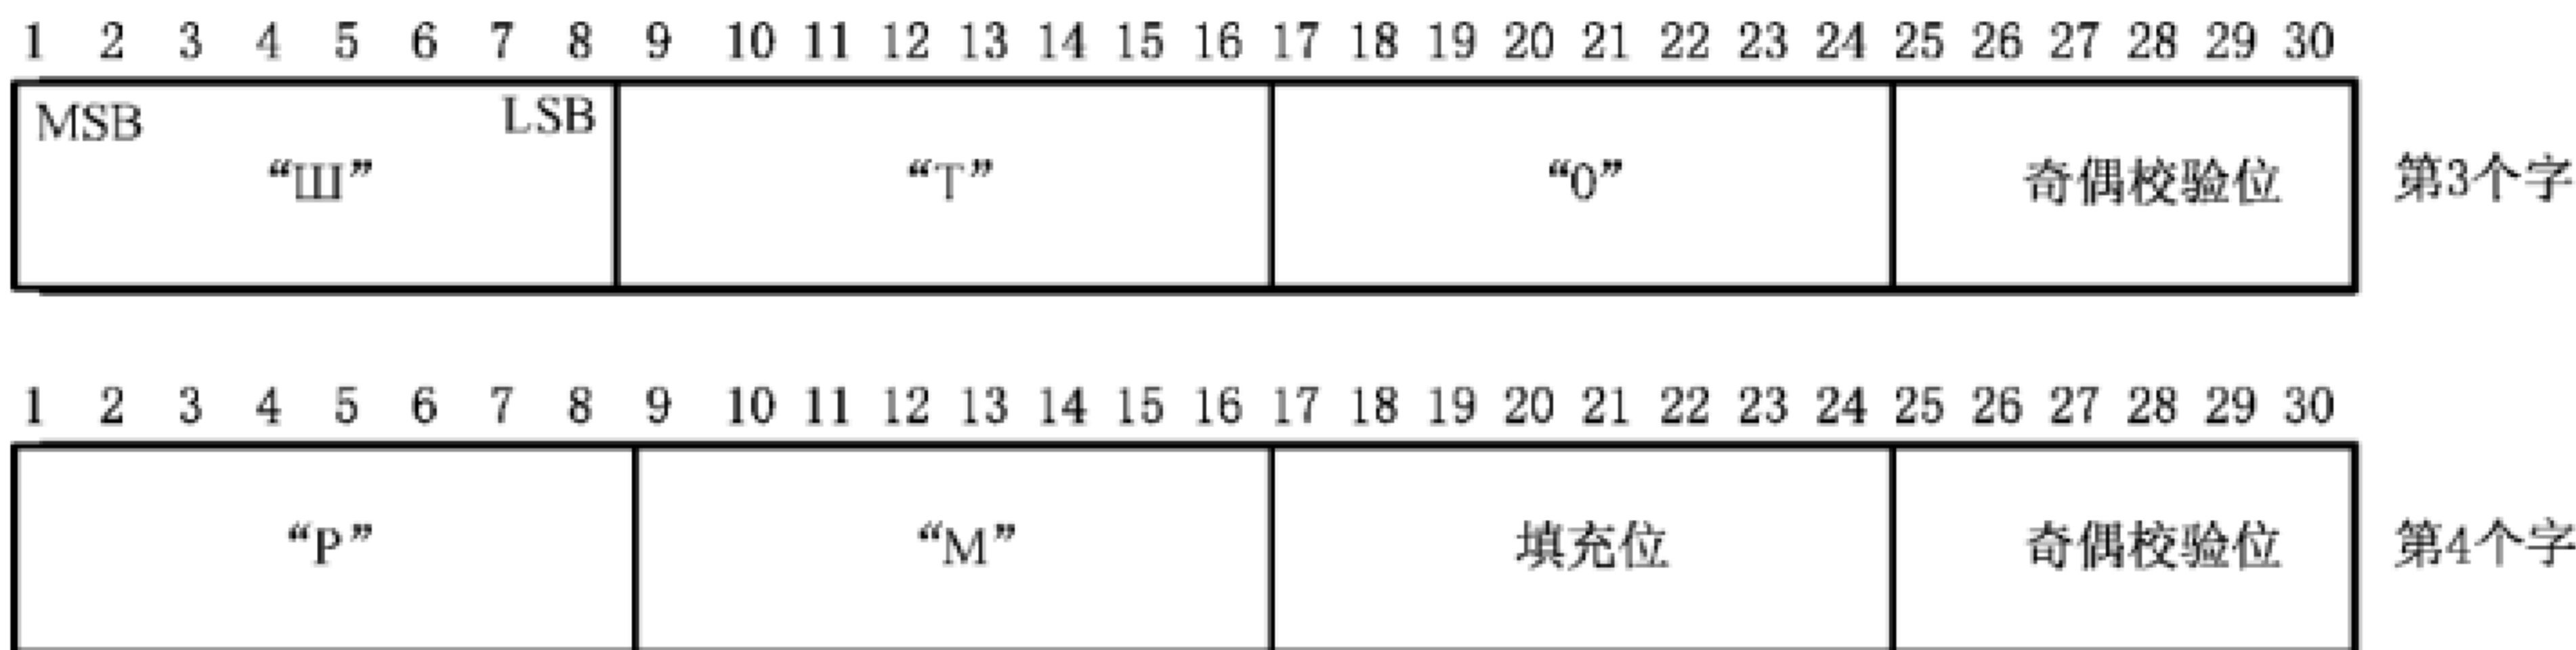 1 2 3 4 5 6 7 8 9 10 11 12 13 14 15 16 17 18 19 20 21 22 23 24 25 26 27 28 29 30
MSB LSB
“Ш” “Т” “0” 奇偶校验位 第3个字
1 2 3 4 5 6 7 8 9 10 11 12 13 14 15 16 17 18 19 20 21 22 23 24 25 26 27 28 29 30
“Р” “М” 填充位 奇偶校验位 第4个字